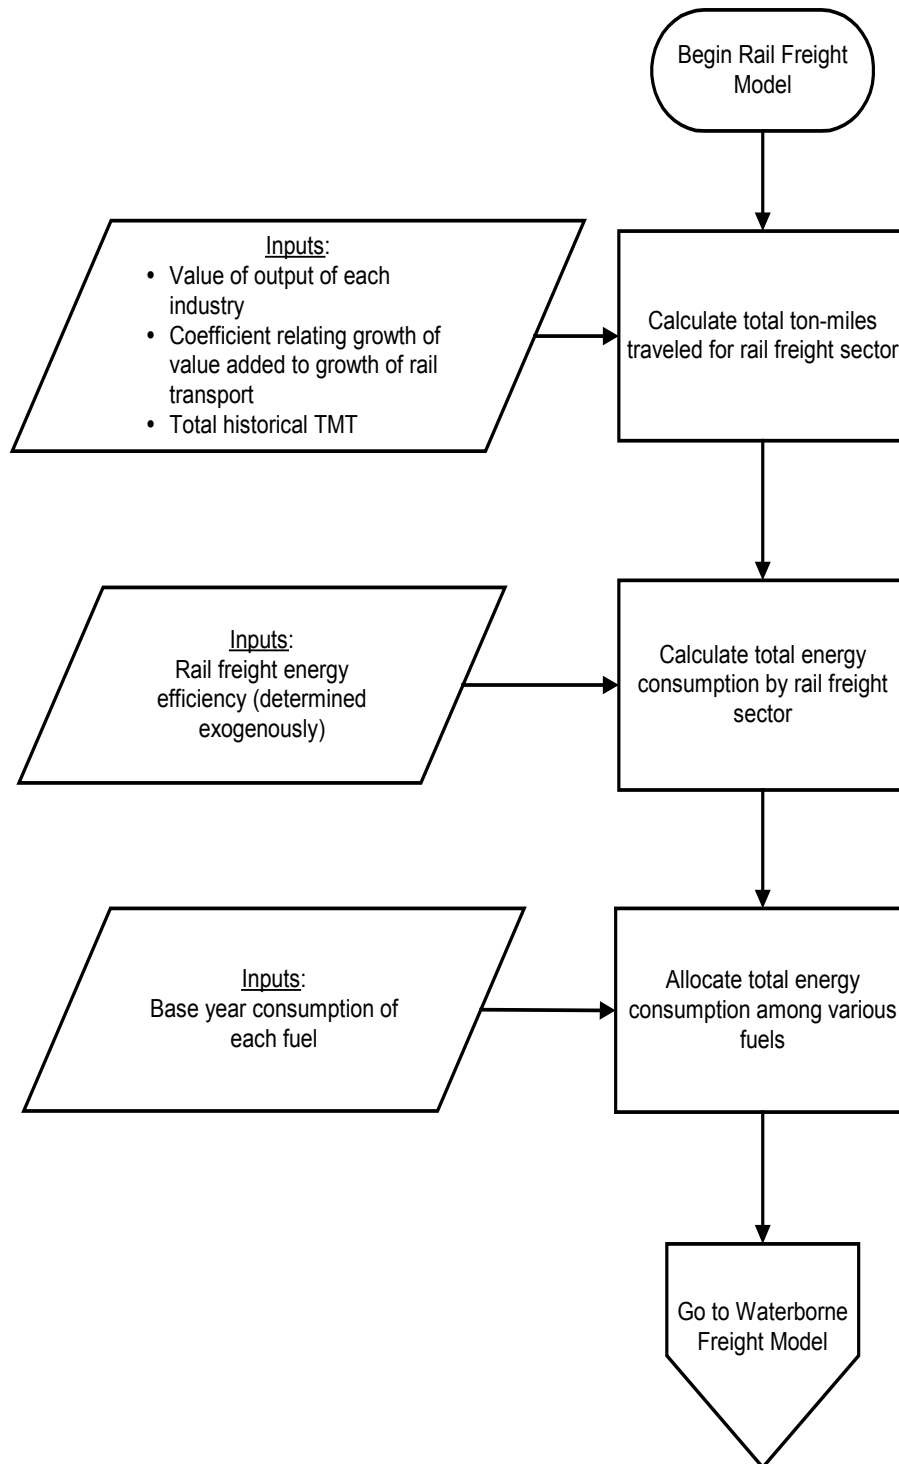 Begin Rail Freight
Model
Inputs:
• Value of output of each
industry
• Coefficient relating growth of
value added to growth of rail
transport
• Total historical TMT
Calculate total ton-miles
traveled for rail freight sector
Inputs:
Rail freight energy
efficiency (determined
exogenously)
Calculate total energy
consumption by rail freight
sector
Inputs:
Base year consumption of
each fuel
Allocate total energy
consumption among various
fuels
Go to Waterborne
Freight Model